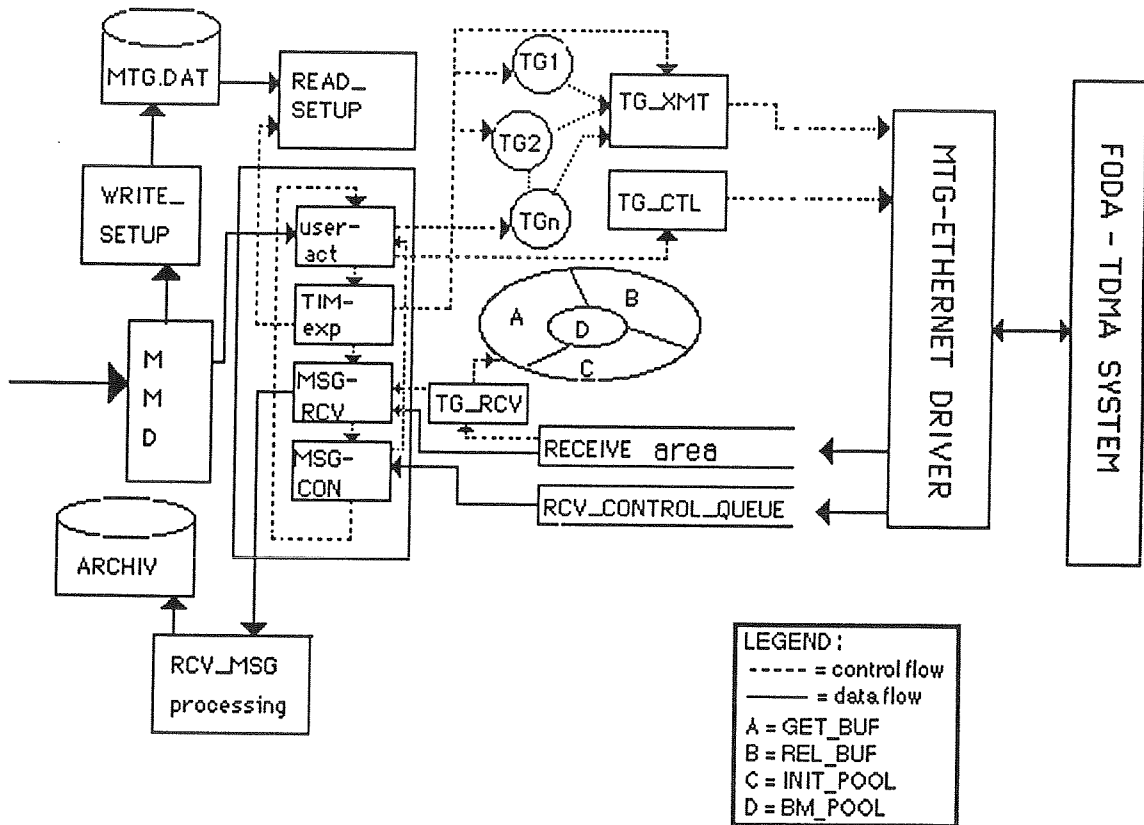 MTG.DAT
READ_
SETUP
WRITE_
SETUP
M
M
D
ARCHIV
RCV_MSG
processing
user-
act
TIM-
exp
MSG-
RCV
MSG-
CON
TG1
TG2
TGn
TG_XMT
TG_CTL
A
B
C
D
TG_RCV
RECEIVE area
RCV_CONTROL_QUEUE
MTG-ETHERNET DRIVER
FODA-TDMA SYSTEM
LEGEND:
= control flow
= data flow
A = GET_BUF
B = REL_BUF
C = INIT_POOL
D = BM_POOL